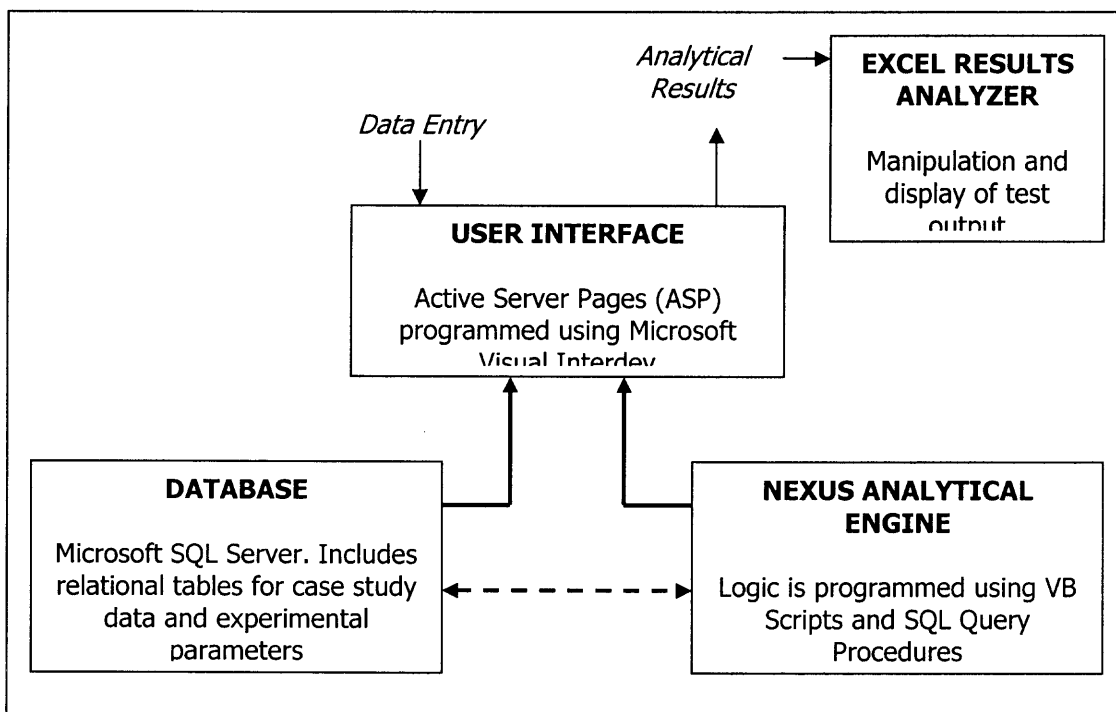 Analytical
Results
EXCEL RESULTS
ANALYZER
Manipulation and
display of test
output
Data Entry
USER INTERFACE
Active Server Pages (ASP)
programmed using Microsoft
Visual Interdev
DATABASE
Microsoft SQL Server. Includes
relational tables for case study
data and experimental
parameters
NEXUS ANALYTICAL
ENGINE
Logic is programmed using VB
Scripts and SQL Query
Procedures